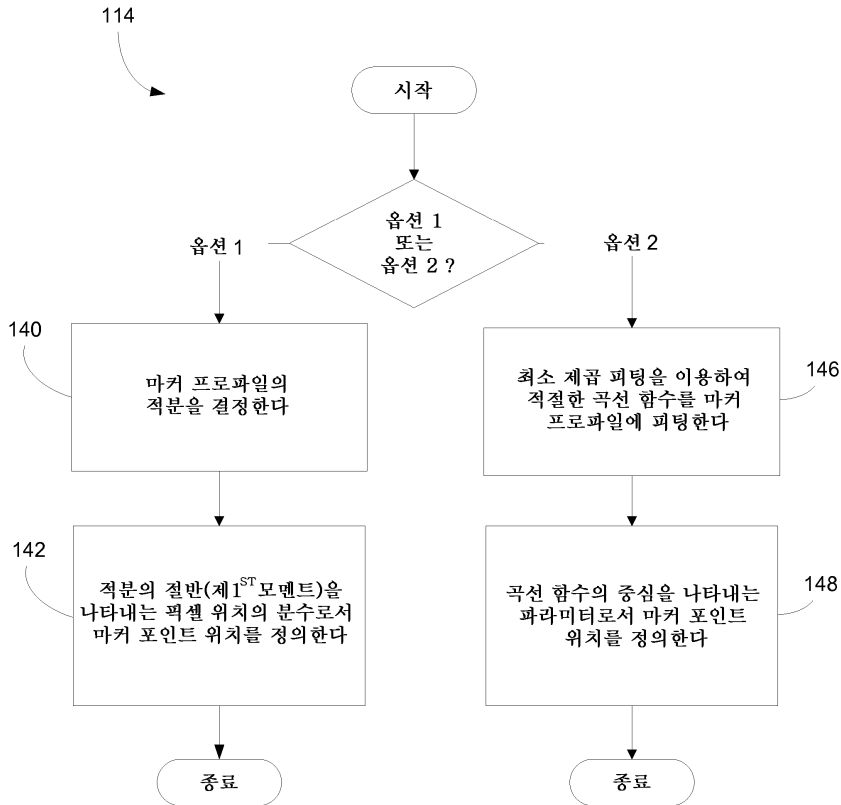 114
시작
옵션 1
또는
옵션 2 ?
옵션 1
옵션 2
140
마커 프로파일의
적분을 결정한다
최소 제곱 피팅을 이용하여
적절한 곡선 함수를 마커
프로파일에 피팅한다
146
142
적분의 절반(제1ST모멘트)을
나타내는 픽셀 위치의 분수로서
마커 포인트 위치를 정의한다
곡선 함수의 중심을 나타내는
파라미터로서 마커 포인트
위치를 정의한다
148
종료
종료